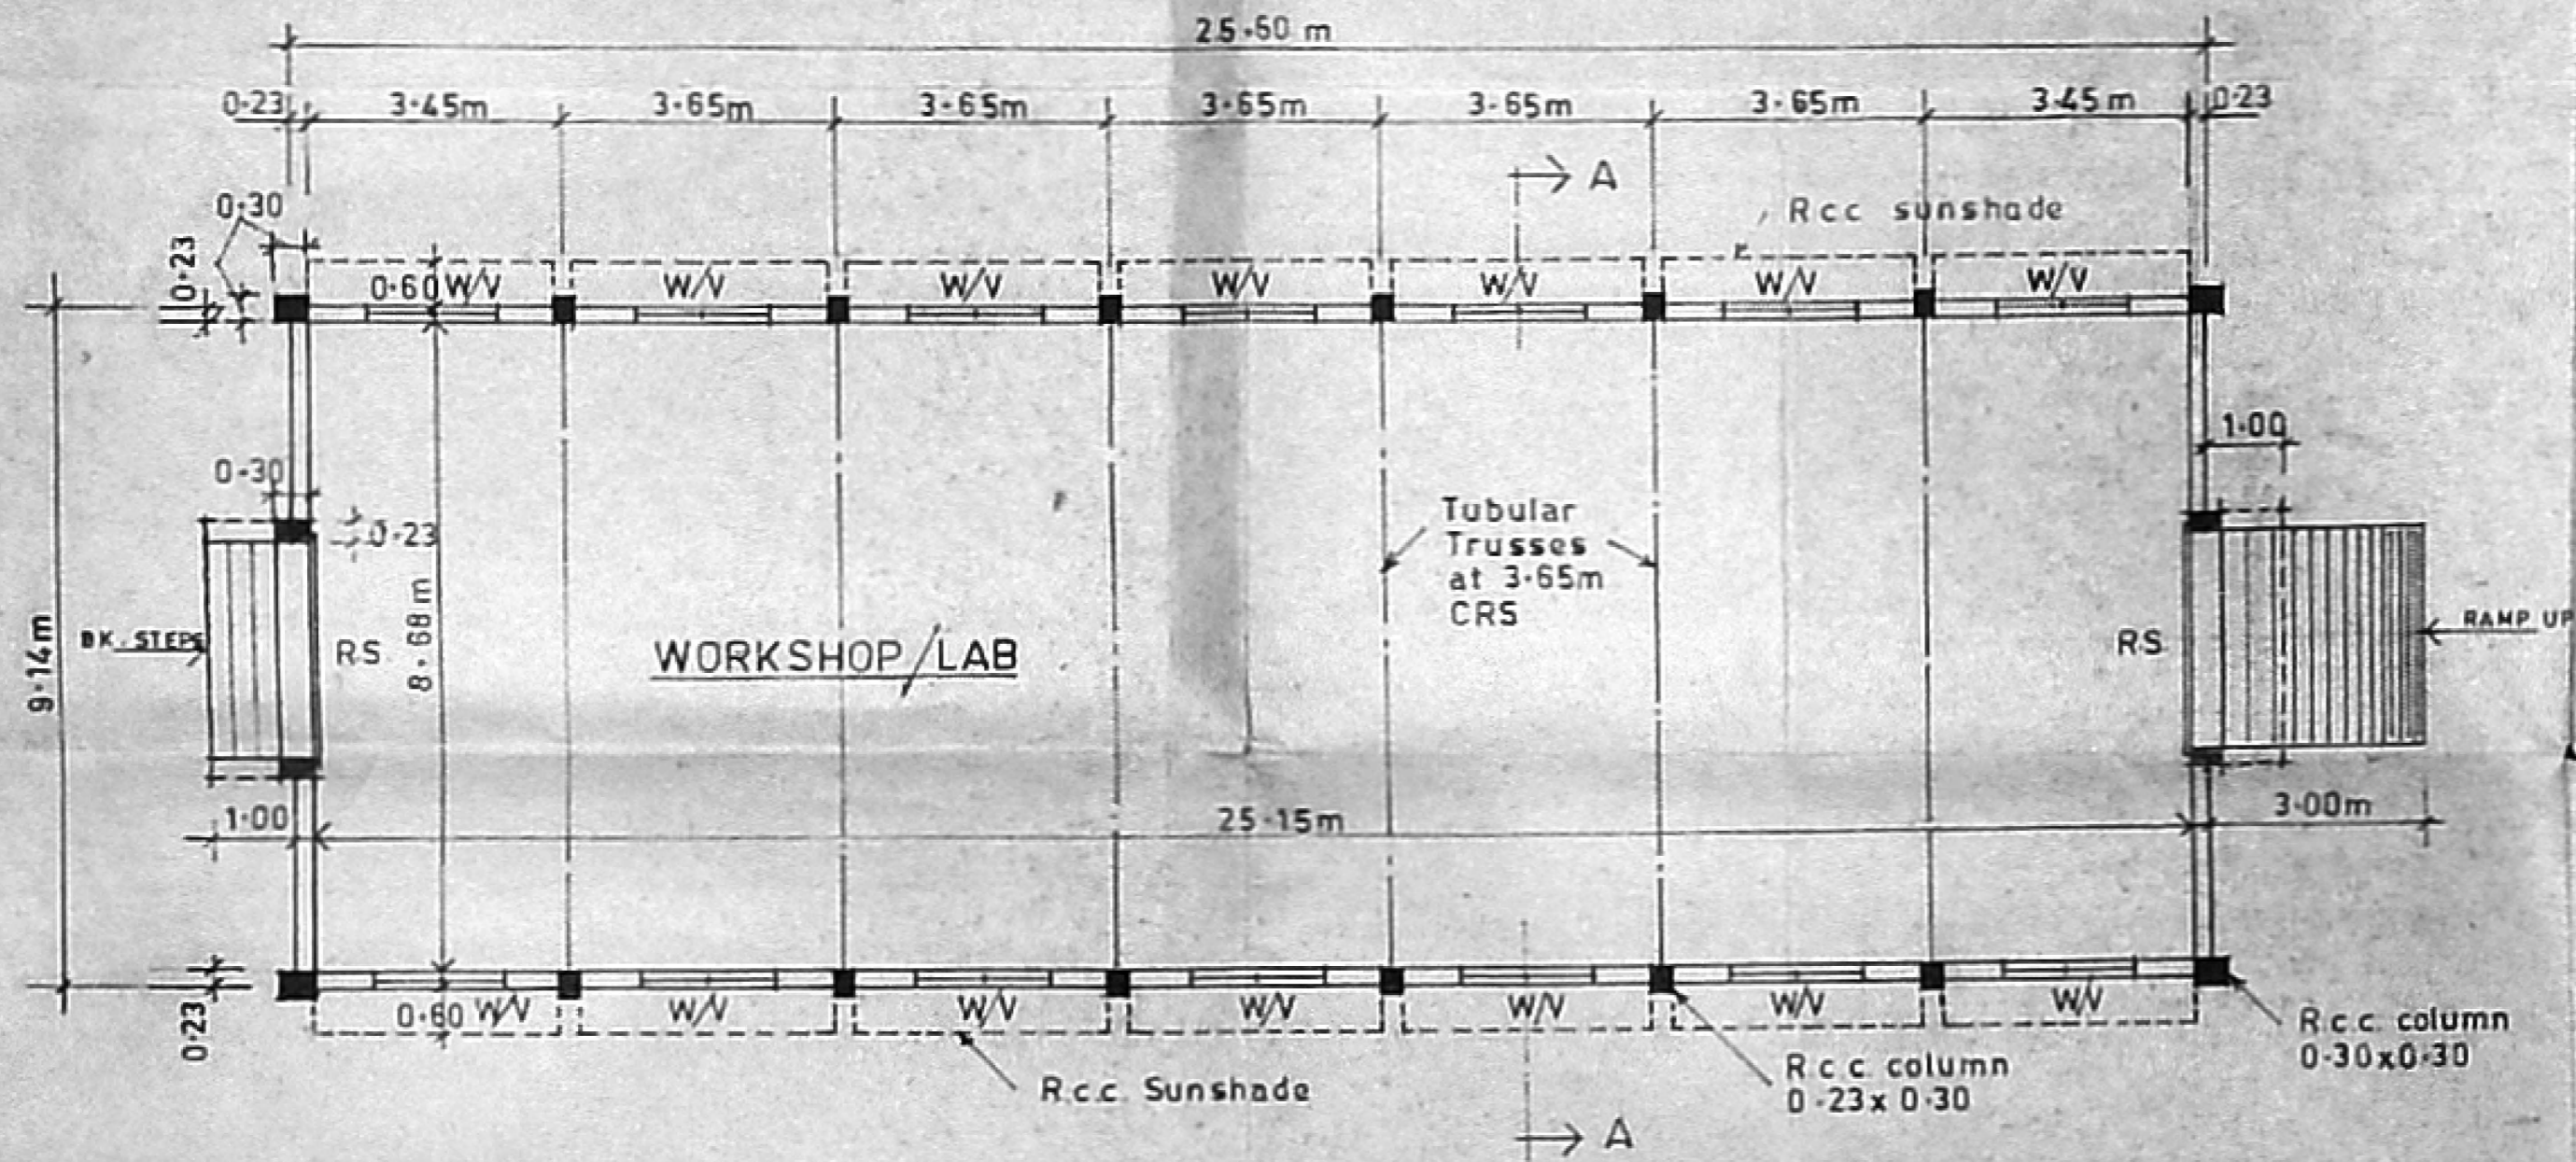 25·60 m
0·23 3·45m 3·65m 3·65m 3·65m 3·65m 3·65m 3·45m 0·23
A
0·30
Rcc sunshade
0·23
0·60 W/V W/V W/V W/V W/V W/V W/V
1·00
0·30
Tubular
Trusses
at 3·65m
CRS
0·23
8·68m
9·14m
BK. STEPS
RS
WORKSHOP/LAB
RS
RAMP UP
1·00
25·15m
3·00m
0·23
0·60 W/V W/V W/V W/V W/V W/V W/V
R.c.c. column
0·30x0·30
R.c.c. Sunshade
R c c column
0·23x 0·30
A